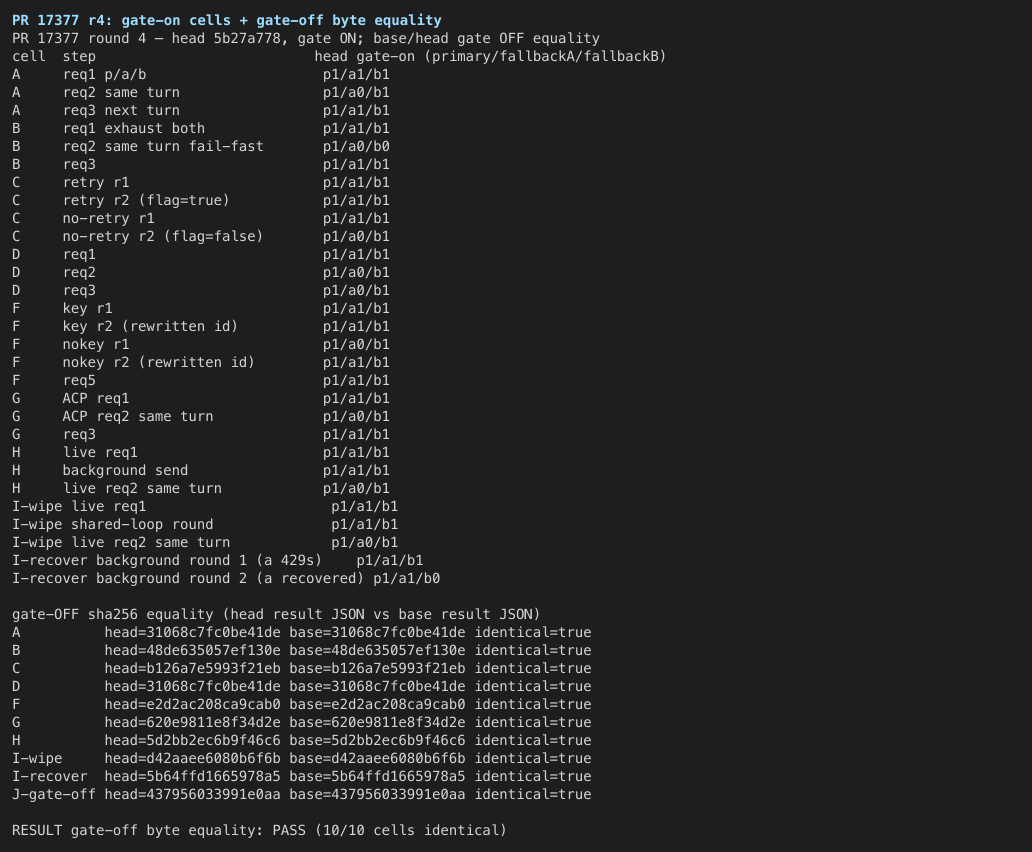 PR 17377 r4: gate-on cells + gate-off byte equality
PR 17377 round 4 – head 5b27a778, gate ON; base/head gate OFF equality
cell  step                          head gate-on (primary/fallbackA/fallbackB)
A     req1 p/a/b                     p1/a1/b1
A     req2 same turn                 p1/a0/b1
A     req3 next turn                 p1/a1/b1
B     req1 exhaust both              p1/a1/b1
B     req2 same turn fail-fast       p1/a0/b0
B     req3                           p1/a1/b1
C     retry r1                       p1/a1/b1
C     retry r2 (flag=true)           p1/a1/b1
C     no-retry r1                    p1/a1/b1
C     no-retry r2 (flag=false)       p1/a0/b1
D     req1                           p1/a1/b1
D     req2                           p1/a0/b1
D     req3                           p1/a0/b1
F     key r1                         p1/a1/b1
F     key r2 (rewritten id)          p1/a1/b1
F     nokey r1                       p1/a0/b1
F     nokey r2 (rewritten id)        p1/a1/b1
F     req5                           p1/a1/b1
G     ACP req1                       p1/a1/b1
G     ACP req2 same turn             p1/a0/b1
G     req3                           p1/a1/b1
H     live req1                      p1/a1/b1
H     background send                p1/a1/b1
H     live req2 same turn            p1/a0/b1
I-wipe live req1                      p1/a1/b1
I-wipe shared-loop round              p1/a1/b1
I-wipe live req2 same turn            p1/a0/b1
I-recover background round 1 (a 429s)    p1/a1/b1
I-recover background round 2 (a recovered) p1/a1/b0
gate-OFF sha256 equality (head result JSON vs base result JSON)
A          head=31068c7fc0be41de base=31068c7fc0be41de identical=true
B          head=48de635057ef130e base=48de635057ef130e identical=true
C          head=b126a7e5993f21eb base=b126a7e5993f21eb identical=true
D          head=31068c7fc0be41de base=31068c7fc0be41de identical=true
F          head=e2d2ac208ca9cab0 base=e2d2ac208ca9cab0 identical=true
G          head=620e9811e8f34d2e base=620e9811e8f34d2e identical=true
H          head=5d2bb2ec6b9f46c6 base=5d2bb2ec6b9f46c6 identical=true
I-wipe     head=d42aaee6080b6f6b base=d42aaee6080b6f6b identical=true
I-recover  head=5b64ffd1665978a5 base=5b64ffd1665978a5 identical=true
J-gate-off head=437956033991e0aa base=437956033991e0aa identical=true
RESULT gate-off byte equality: PASS (10/10 cells identical)